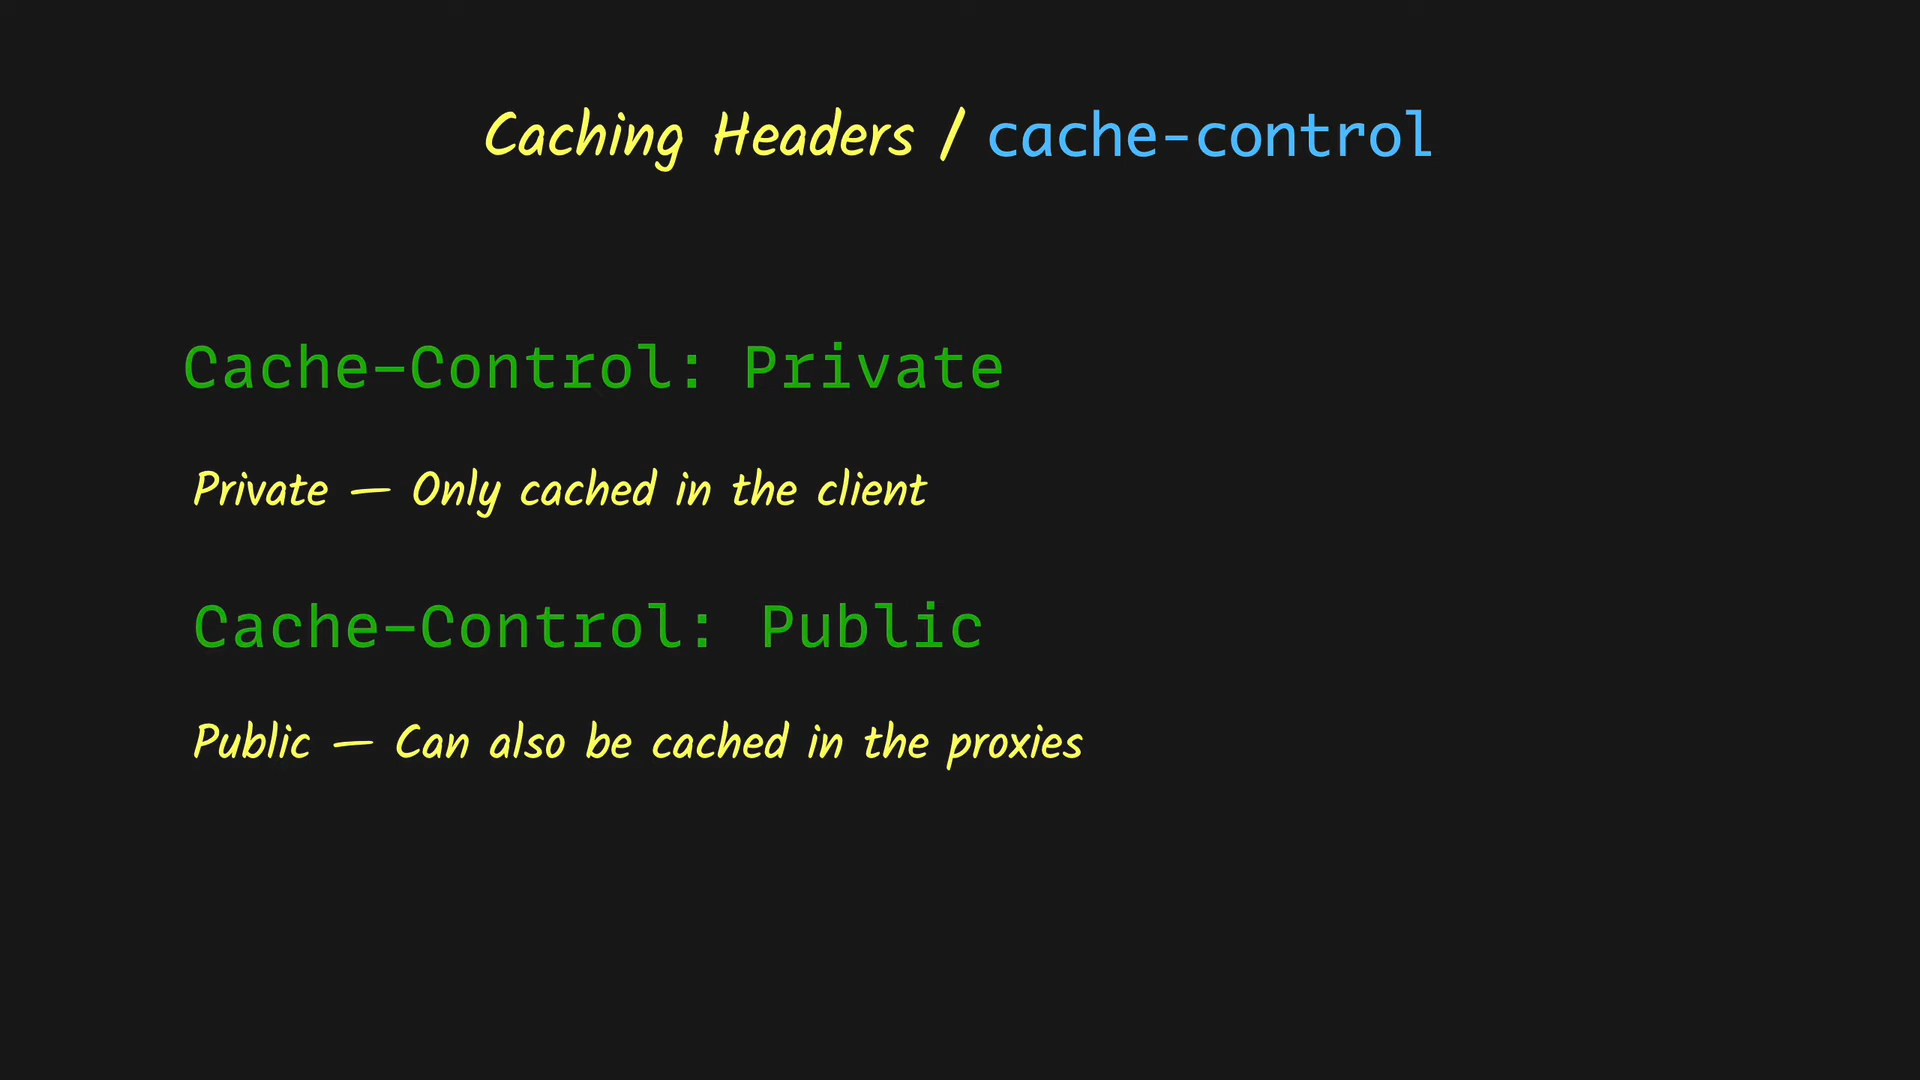 Caching Headers / cache-control
Cache-Control: Private
Private — Only cached in the client
Cache-Control: Public
Public — Can also be cached in the proxies